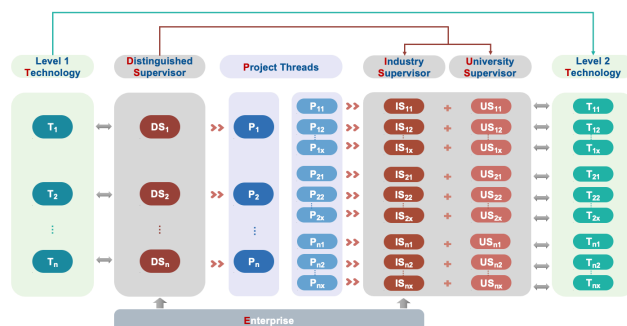 Level 1
Technology
Distinguished
Supervisor
Project Threads
Industry
Supervisor
University
Supervisor
Level 2
Technology
T1
DS1
P1
P11
IS11
+
US11
T11
P12
IS12
+
US12
T12
P1x
IS1x
+
US1x
T1x
T2
DS2
P2
P21
IS21
+
US21
T21
P22
IS22
+
US22
T22
P2x
IS2x
+
US2x
T2x
Tn
DSn
Pn
Pn1
ISn1
+
USn1
Tn1
Pn2
ISn2
+
USn2
Tn2
Pnx
ISnx
+
USnx
Tnx
Enterprise